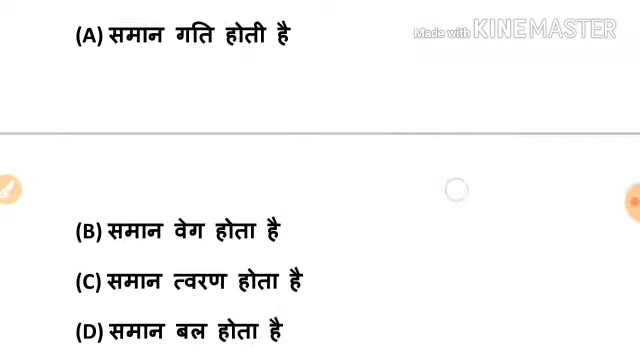 (A) समान गति होती है
Made with KINEMASTER
(B) समान वेग होता है
(C) समान त्वरण होता है
(D) समान बल होता है